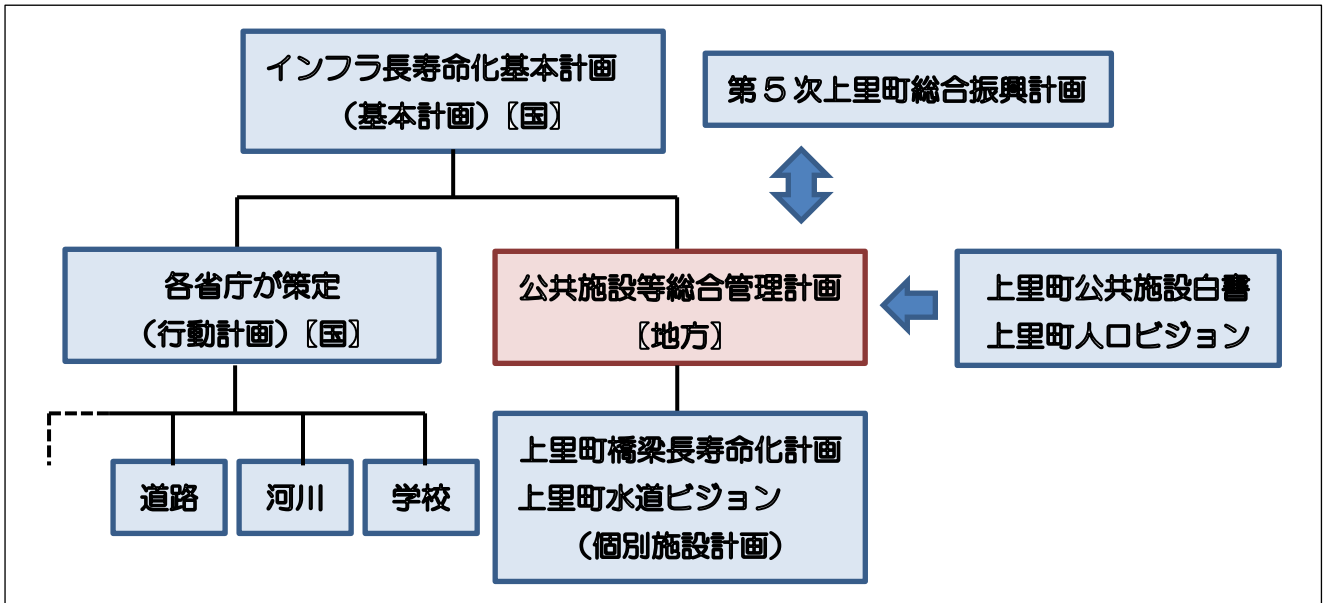 インフラ長寿命化基本計画
（基本計画）〖国〗
第5次上里町総合振興計画
各省庁が策定
（行動計画）〖国〗
公共施設等総合管理計画
〖地方〗
上里町公共施設白書
上里町人口ビジョン
道路
河川
学校
上里町橋梁長寿命化計画
上里町水道ビジョン
（個別施設計画）